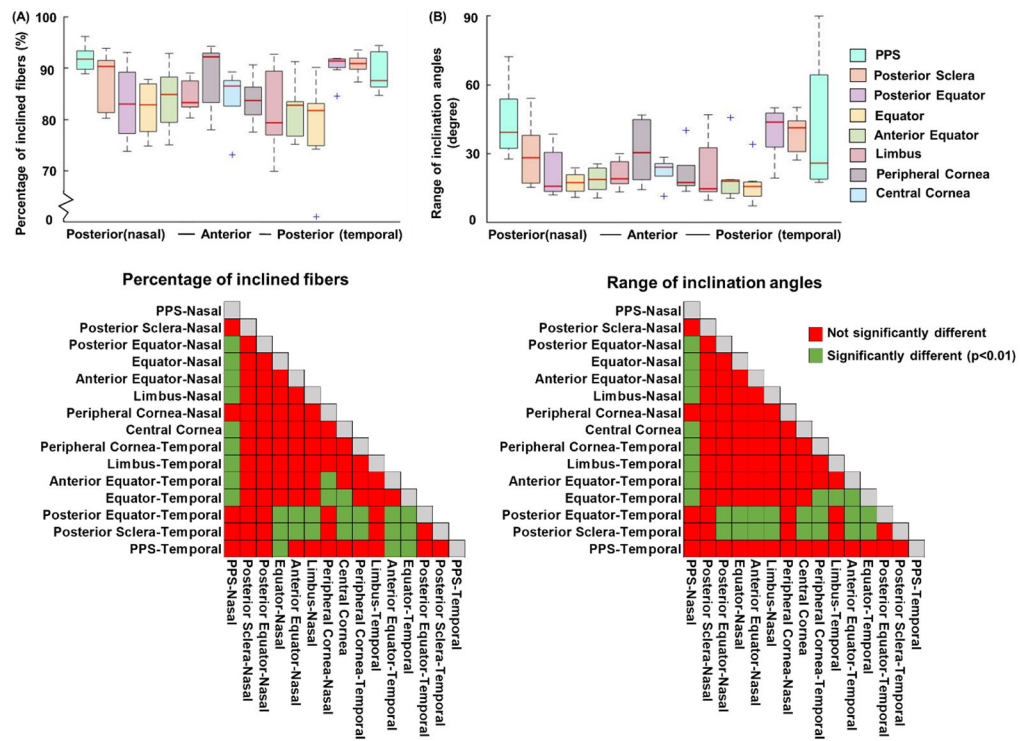 (A)
Percentage of inclined fibers (%)
100
90
80
70
0
Posterior(nasal) — Anterior — Posterior (temporal)
(B)
Range of inclination angles
(degree)
90
60
30
0
Posterior(nasal) — Anterior — Posterior (temporal)
PPS
Posterior Sclera
Posterior Equator
Equator
Anterior Equator
Limbus
Peripheral Cornea
Central Cornea
Percentage of inclined fibers
PPS-Nasal
Posterior Sclera-Nasal
Posterior Equator-Nasal
Equator-Nasal
Anterior Equator-Nasal
Limbus-Nasal
Peripheral Cornea-Nasal
Central Cornea
Peripheral Cornea-Temporal
Limbus-Temporal
Anterior Equator-Temporal
Equator-Temporal
Posterior Equator-Temporal
Posterior Sclera-Temporal
PPS-Temporal
PPS-Nasal
Posterior Sclera-Nasal
Posterior Equator-Nasal
Equator-Nasal
Anterior Equator-Nasal
Limbus-Nasal
Peripheral Cornea-Nasal
Central Cornea
Peripheral Cornea-Temporal
Limbus-Temporal
Anterior Equator-Temporal
Equator-Temporal
Posterior Equator-Temporal
Posterior Sclera-Temporal
PPS-Temporal
Range of inclination angles
PPS-Nasal
Posterior Sclera-Nasal
Posterior Equator-Nasal
Equator-Nasal
Anterior Equator-Nasal
Limbus-Nasal
Peripheral Cornea-Nasal
Central Cornea
Peripheral Cornea-Temporal
Limbus-Temporal
Anterior Equator-Temporal
Equator-Temporal
Posterior Equator-Temporal
Posterior Sclera-Temporal
PPS-Temporal
PPS-Nasal
Posterior Sclera-Nasal
Posterior Equator-Nasal
Equator-Nasal
Anterior Equator-Nasal
Limbus-Nasal
Peripheral Cornea-Nasal
Central Cornea
Peripheral Cornea-Temporal
Limbus-Temporal
Anterior Equator-Temporal
Equator-Temporal
Posterior Equator-Temporal
Posterior Sclera-Temporal
PPS-Temporal
Not significantly different
Significantly different (p<0.01)